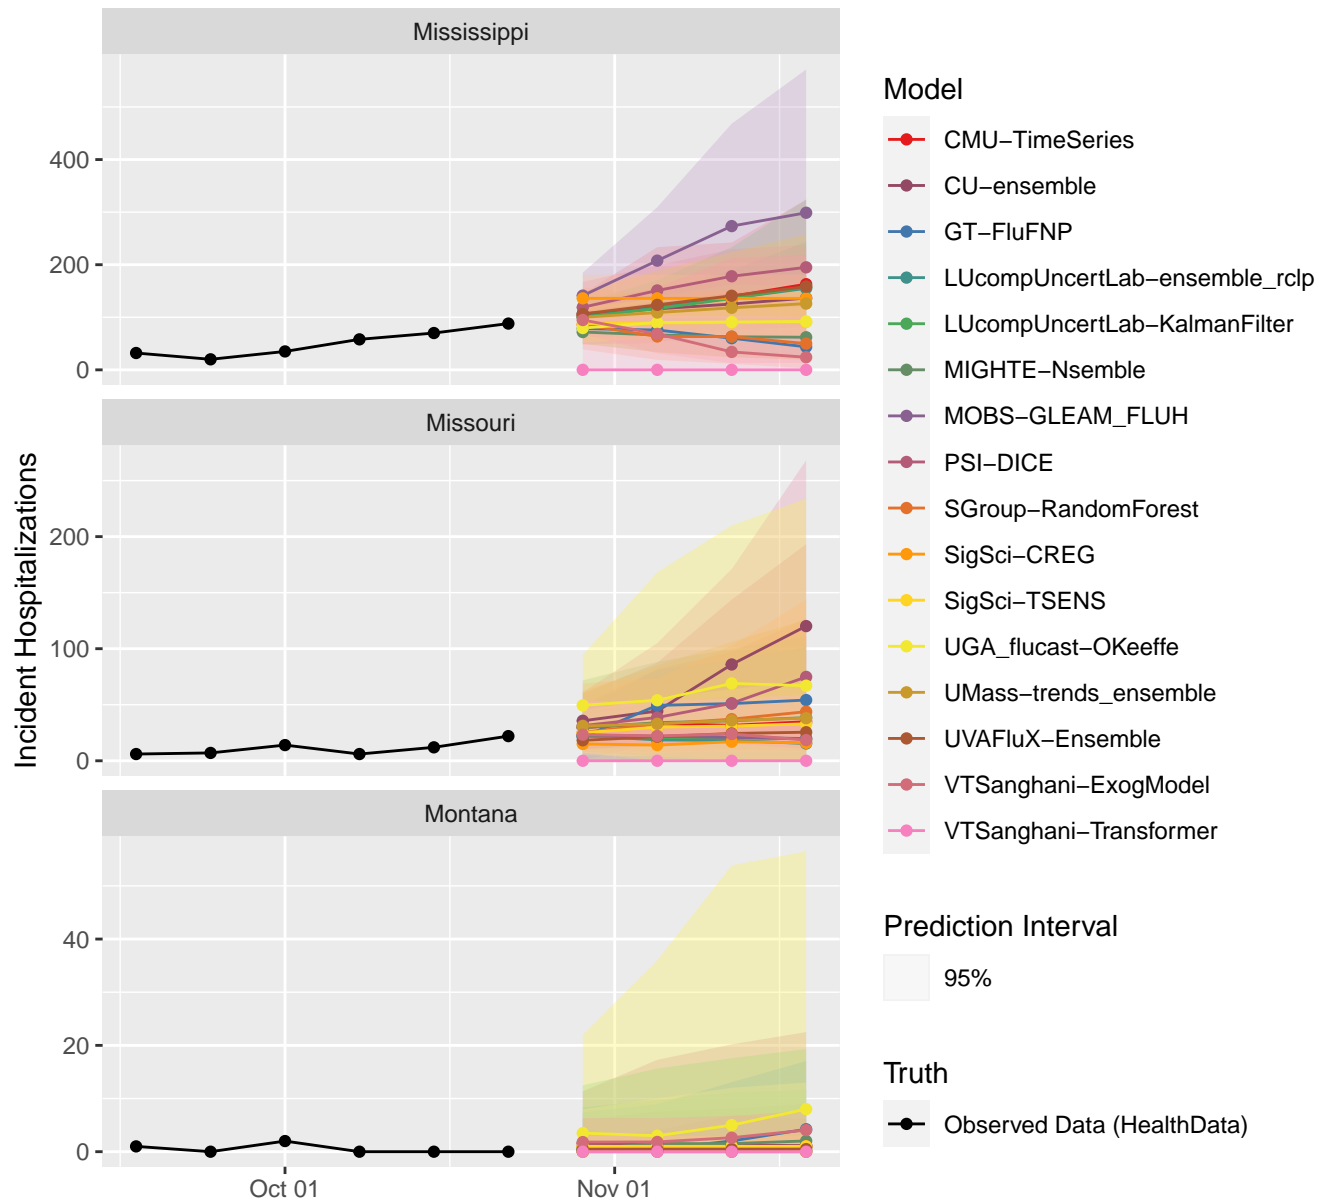 Mississippi
400
200
0
Missouri
200
100
0
Montana
40
20
0
Oct 01
Nov 01
Incident Hospitalizations
Model
CMU−TimeSeries
CU−ensemble
GT−FluFNP
LUcompUncertLab−ensemble_rclp
LUcompUncertLab−KalmanFilter
MIGHTE−Nsemble
MOBS−GLEAM_FLUH
PSI−DICE
SGroup−RandomForest
SigSci−CREG
SigSci−TSENS
UGA_flucast−OKeeffe
UMass−trends_ensemble
UVAFluX−Ensemble
VTSanghani−ExogModel
VTSanghani−Transformer
Prediction Interval
95%
Truth
Observed Data (HealthData)